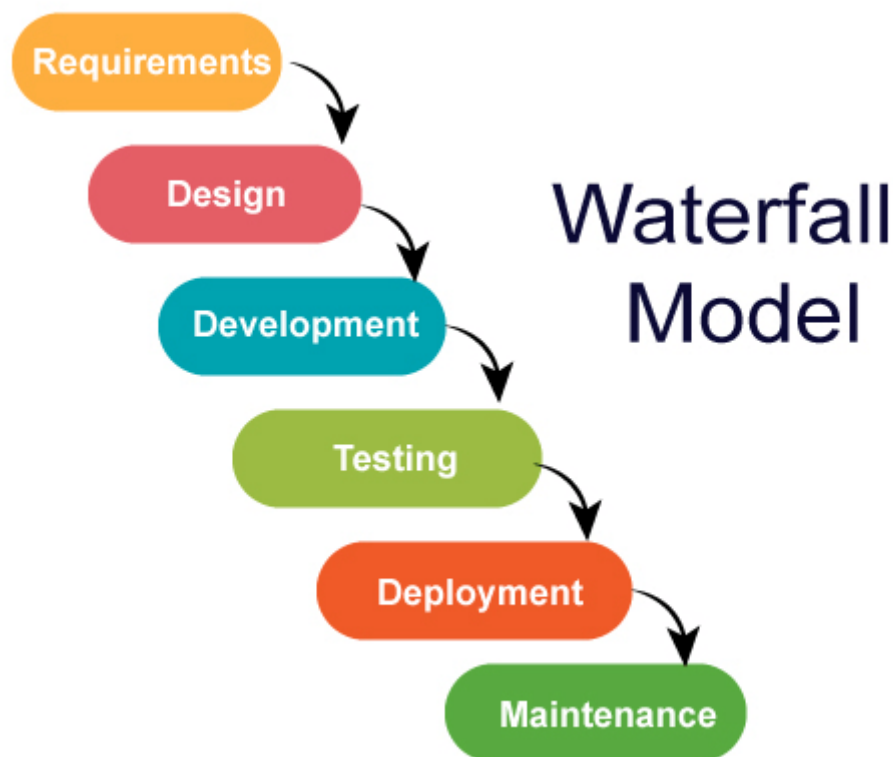 Requirements
Design
Waterfall
Model
Development
Testing
Deployment
Maintenance